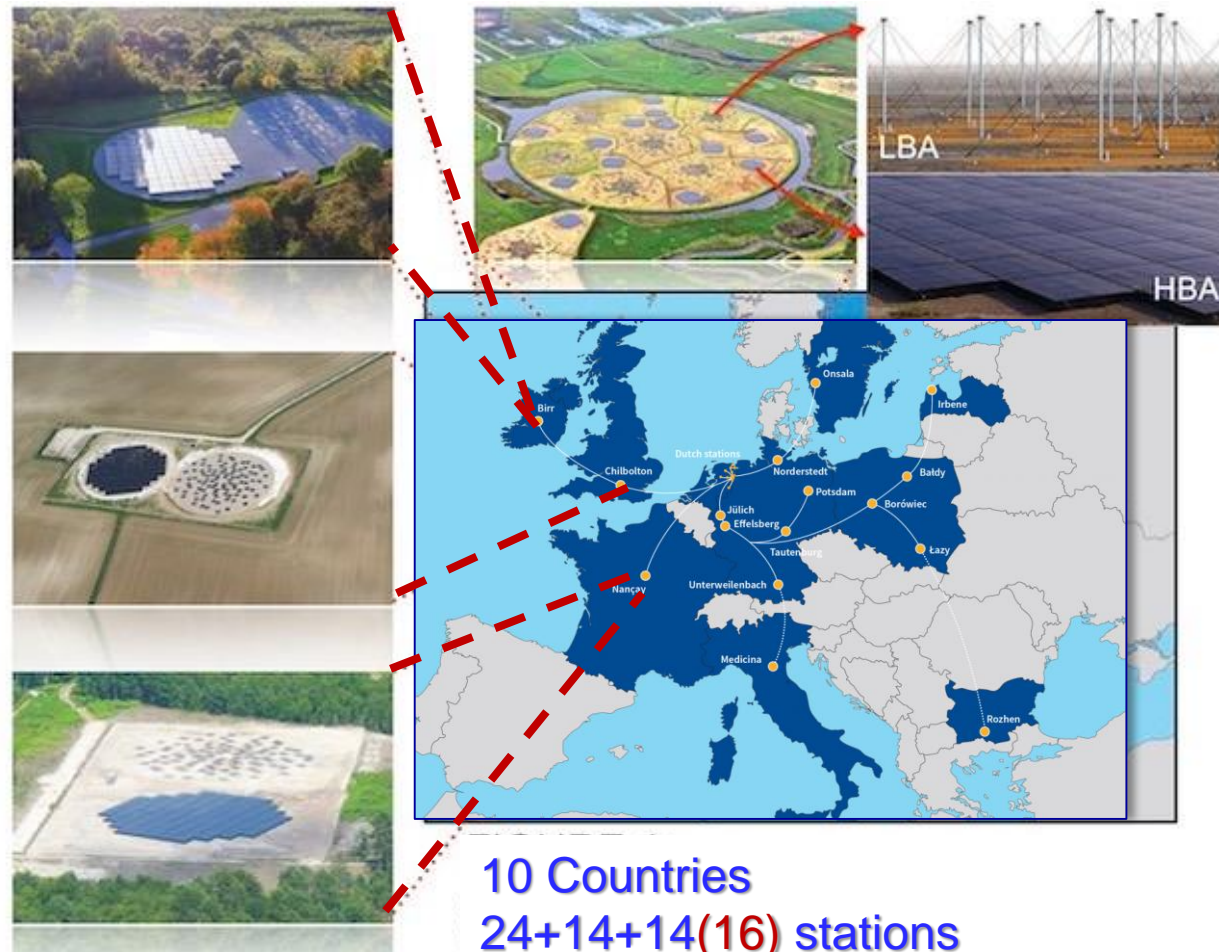 LBA
HBA
Onsala
Irbene
Birr
Dutch stations
Norderstedt
Bałdy
Chilbolton
Potsdam
Borówiec
Jülich
Effelsberg
Tautenburg
Łazy
Nançay
Unterweilenbach
Medicina
Rozhen
10 Countries
24+14+14(16) stations